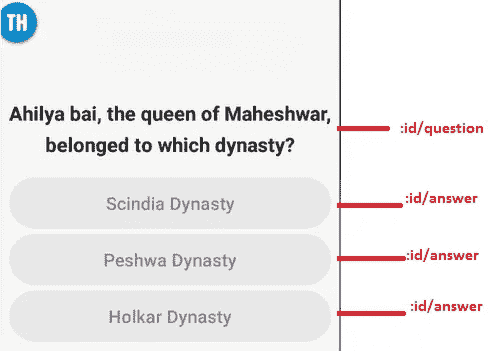 TH
Ahilya bai, the queen of Maheshwar,
belonged to which dynasty?
:id/question
Scindia Dynasty
:id/answer
Peshwa Dynasty
:id/answer
Holkar Dynasty
:id/answer